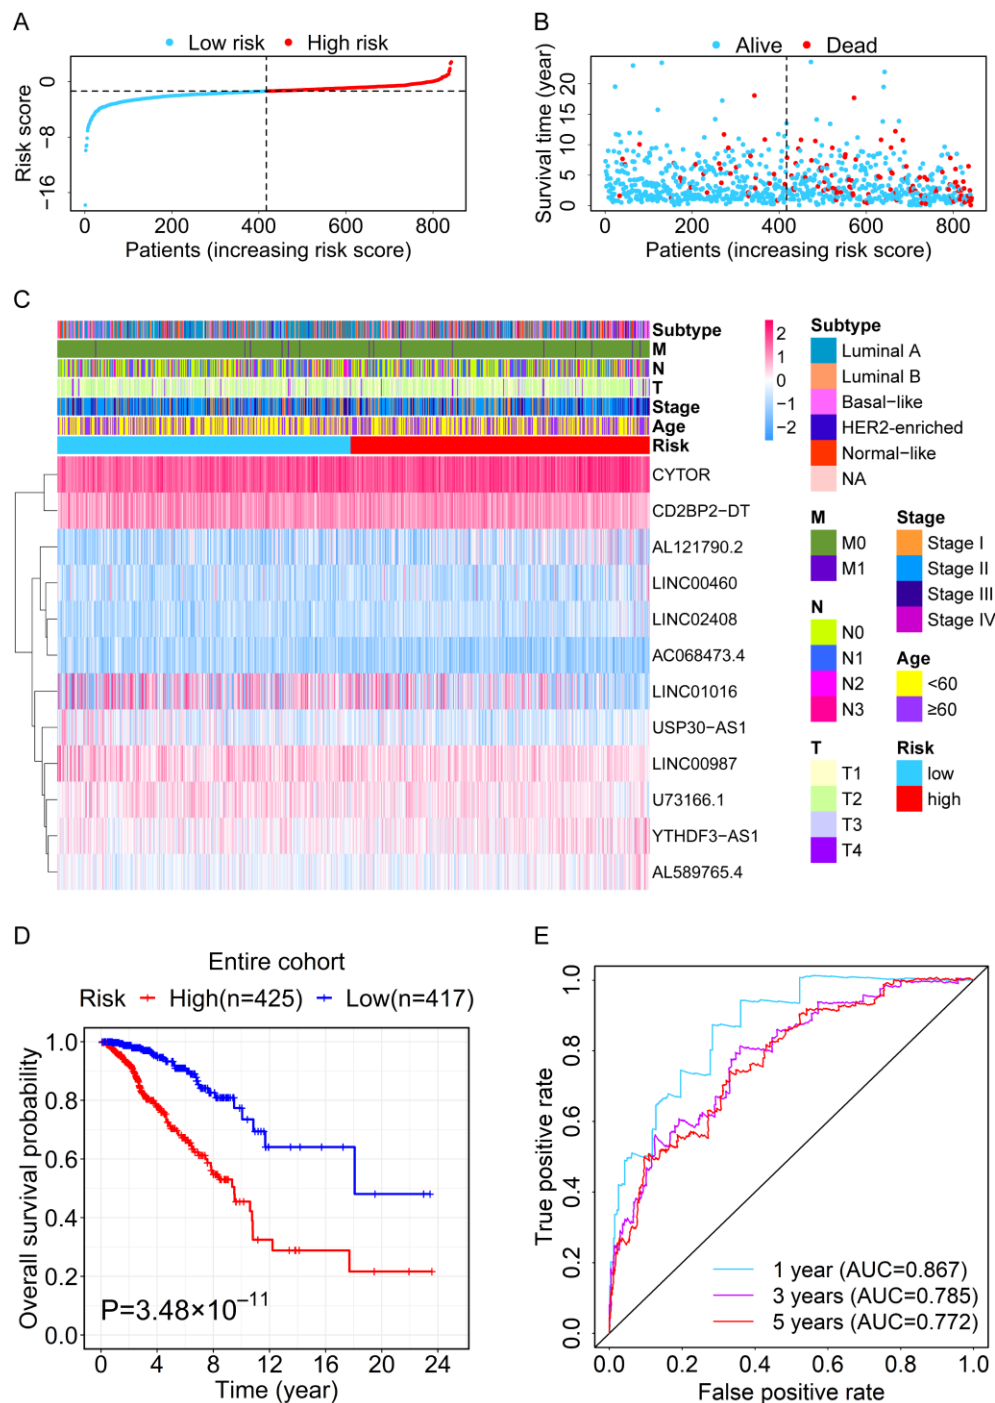 A
Low risk High risk
Risk score
0
−8
−16
0 200 400 600 800
Patients (increasing risk score)
B
Alive Dead
Survival time (year)
20
15
10
5
0
0 200 400 600 800
Patients (increasing risk score)
C
Subtype
M
N
T
Stage
Age
Risk
CYTOR
CD2BP2−DT
AL121790.2
LINC00460
LINC02408
AC068473.4
LINC01016
USP30−AS1
LINC00987
U73166.1
YTHDF3−AS1
AL589765.4
2
1
0
−1
−2
Subtype
Luminal A
Luminal B
Basal−like
HER2−enriched
Normal−like
NA
M
M0
M1
N
N0
N1
N2
N3
T
T1
T2
T3
T4
Stage
Stage I
Stage II
Stage III
Stage IV
Age
<60
≥60
Risk
low
high
D
Entire cohort
Risk High(n=425) Low(n=417)
Overall survival probability
1.0
0.8
0.6
0.4
0.2
0.0
P=3.48×10⁻¹¹
0 4 8 12 16 20 24
Time (year)
E
True positive rate
1.0
0.8
0.6
0.4
0.2
0.0
1 year (AUC=0.867)
3 years (AUC=0.785)
5 years (AUC=0.772)
0.0 0.2 0.4 0.6 0.8 1.0
False positive rate